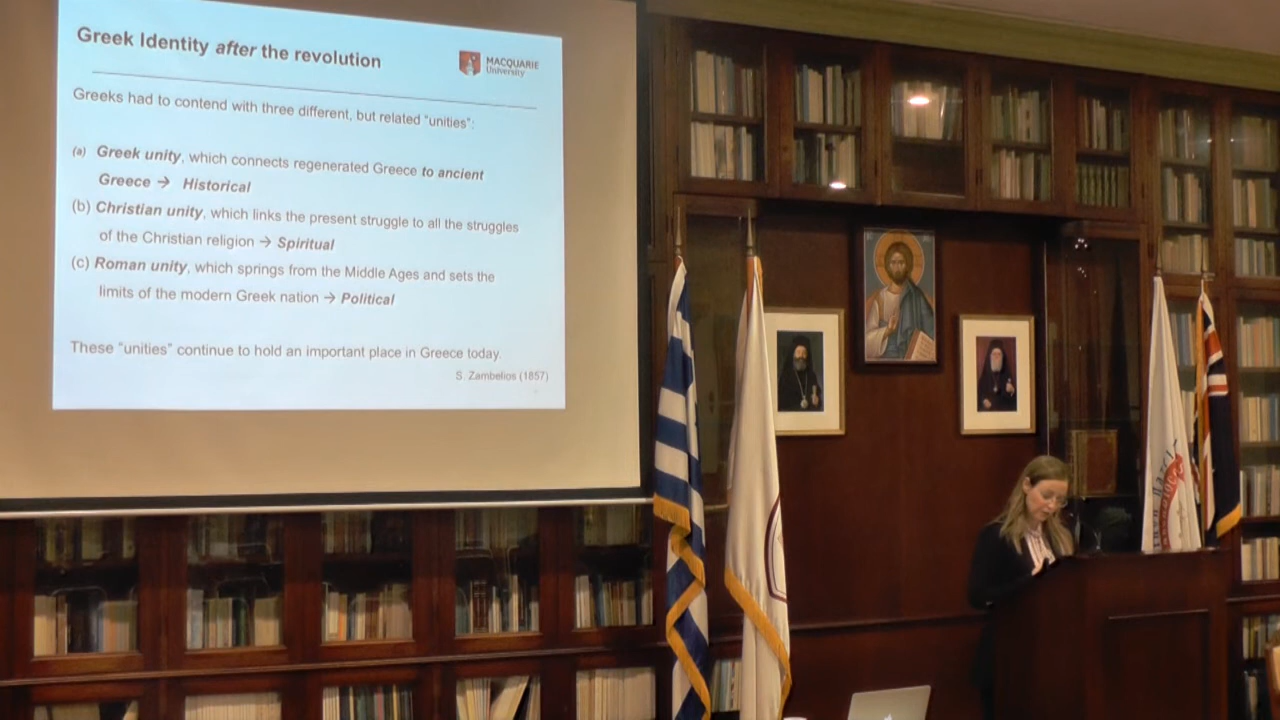 Greek Identity after the revolution
MACQUARIE
University
Greeks had to contend with three different, but related "unities":
(a) Greek unity, which connects regenerated Greece to ancient
Greece → Historical
(b) Christian unity, which links the present struggle to all the struggles
of the Christian religion → Spiritual
(c) Roman unity, which springs from the Middle Ages and sets the
limits of the modern Greek nation → Political
These "unities" continue to hold an important place in Greece today.
S. Zambelios (1857)